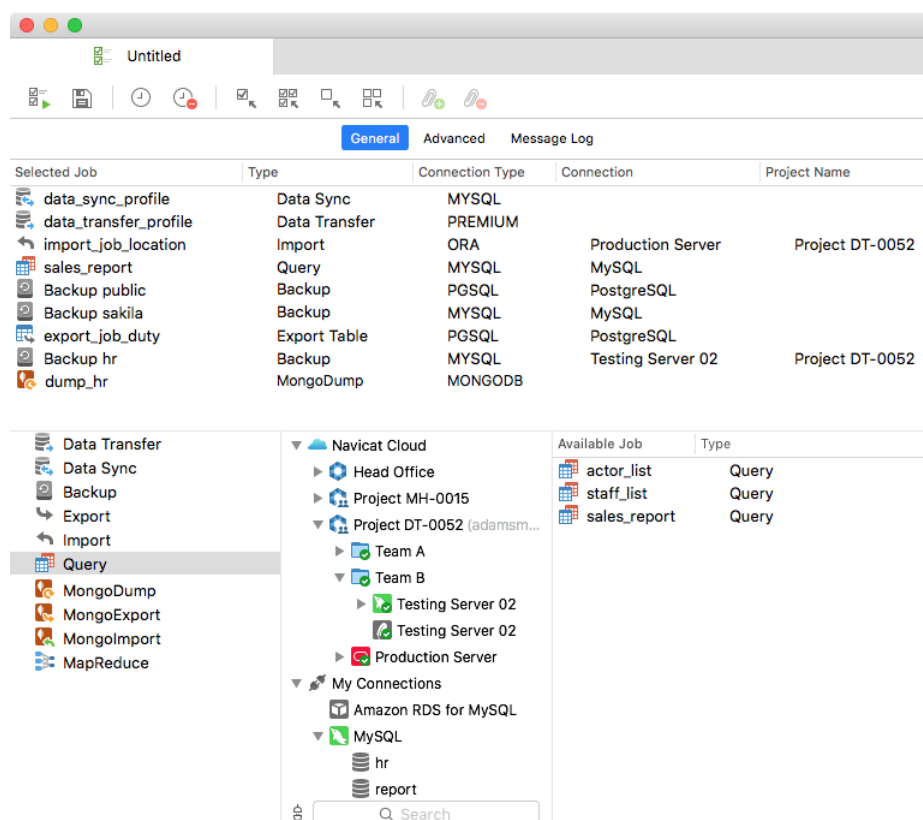 Untitled
General Advanced Message Log
Selected Job Type Connection Type Connection Project Name
data_sync_profile Data Sync MYSQL
data_transfer_profile Data Transfer PREMIUM
import_job_location Import ORA Production Server Project DT-0052
sales_report Query MYSQL MySQL
Backup public Backup PGSQL PostgreSQL
Backup sakila Backup MYSQL MySQL
export_job_duty Export Table PGSQL PostgreSQL
Backup hr Backup MYSQL Testing Server 02 Project DT-0052
dump_hr MongoDump MONGODB
Data Transfer
Data Sync
Backup
Export
Import
Query
MongoDump
MongoExport
MongoImport
MapReduce
Navicat Cloud
Head Office
Project MH-0015
Project DT-0052 (adamsm...
Team A
Team B
Testing Server 02
Testing Server 02
Production Server
My Connections
Amazon RDS for MySQL
MySQL
hr
report
Search
Available Job Type
actor_list Query
staff_list Query
sales_report Query